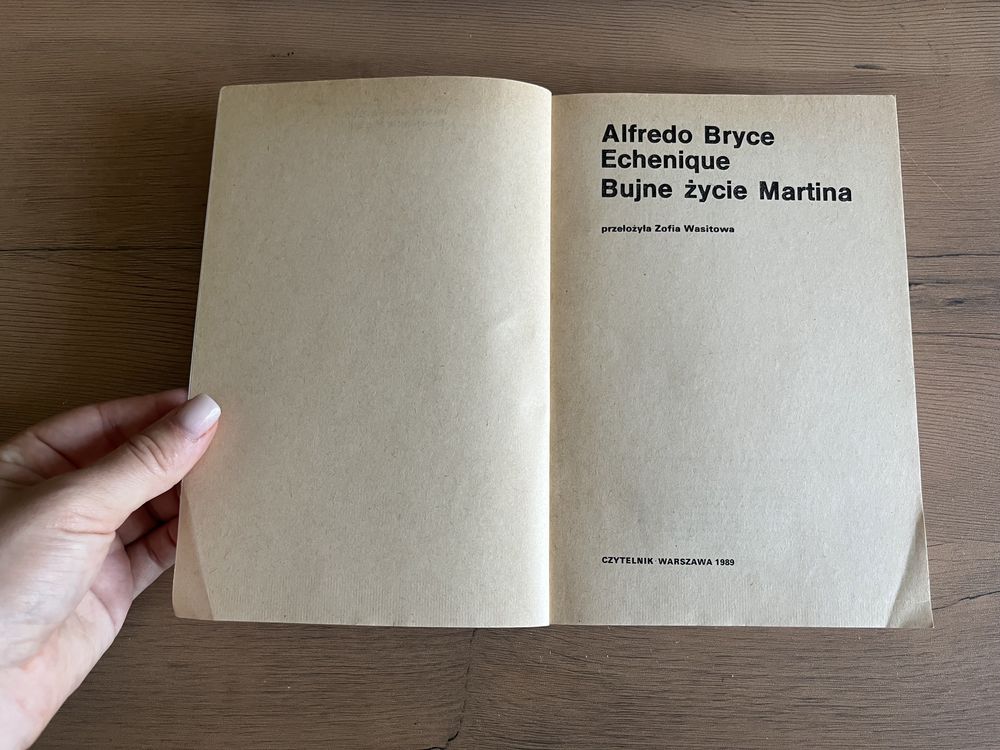 Alfredo Bryce
Echenique
Bujne życie Martina
przełożyła Zofia Wasitowa
CZYTELNIK·WARSZAWA 1989